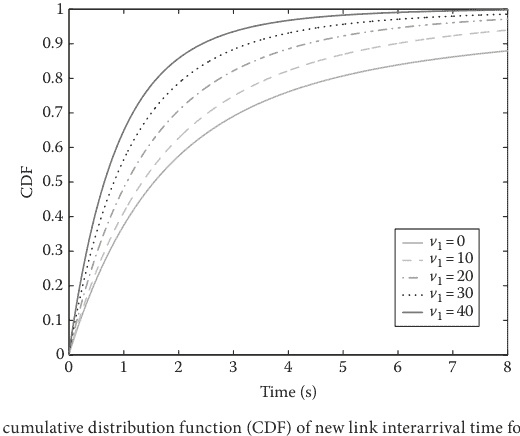 1
0.9
0.8
0.7
0.6
0.5
0.4
0.3
0.2
0.1
0
CDF
ν1 = 0
ν1 = 10
ν1 = 20
ν1 = 30
ν1 = 40
0 1 2 3 4 5 6 7 8
Time (s)
cumulative distribution function (CDF) of new link interarrival time fo